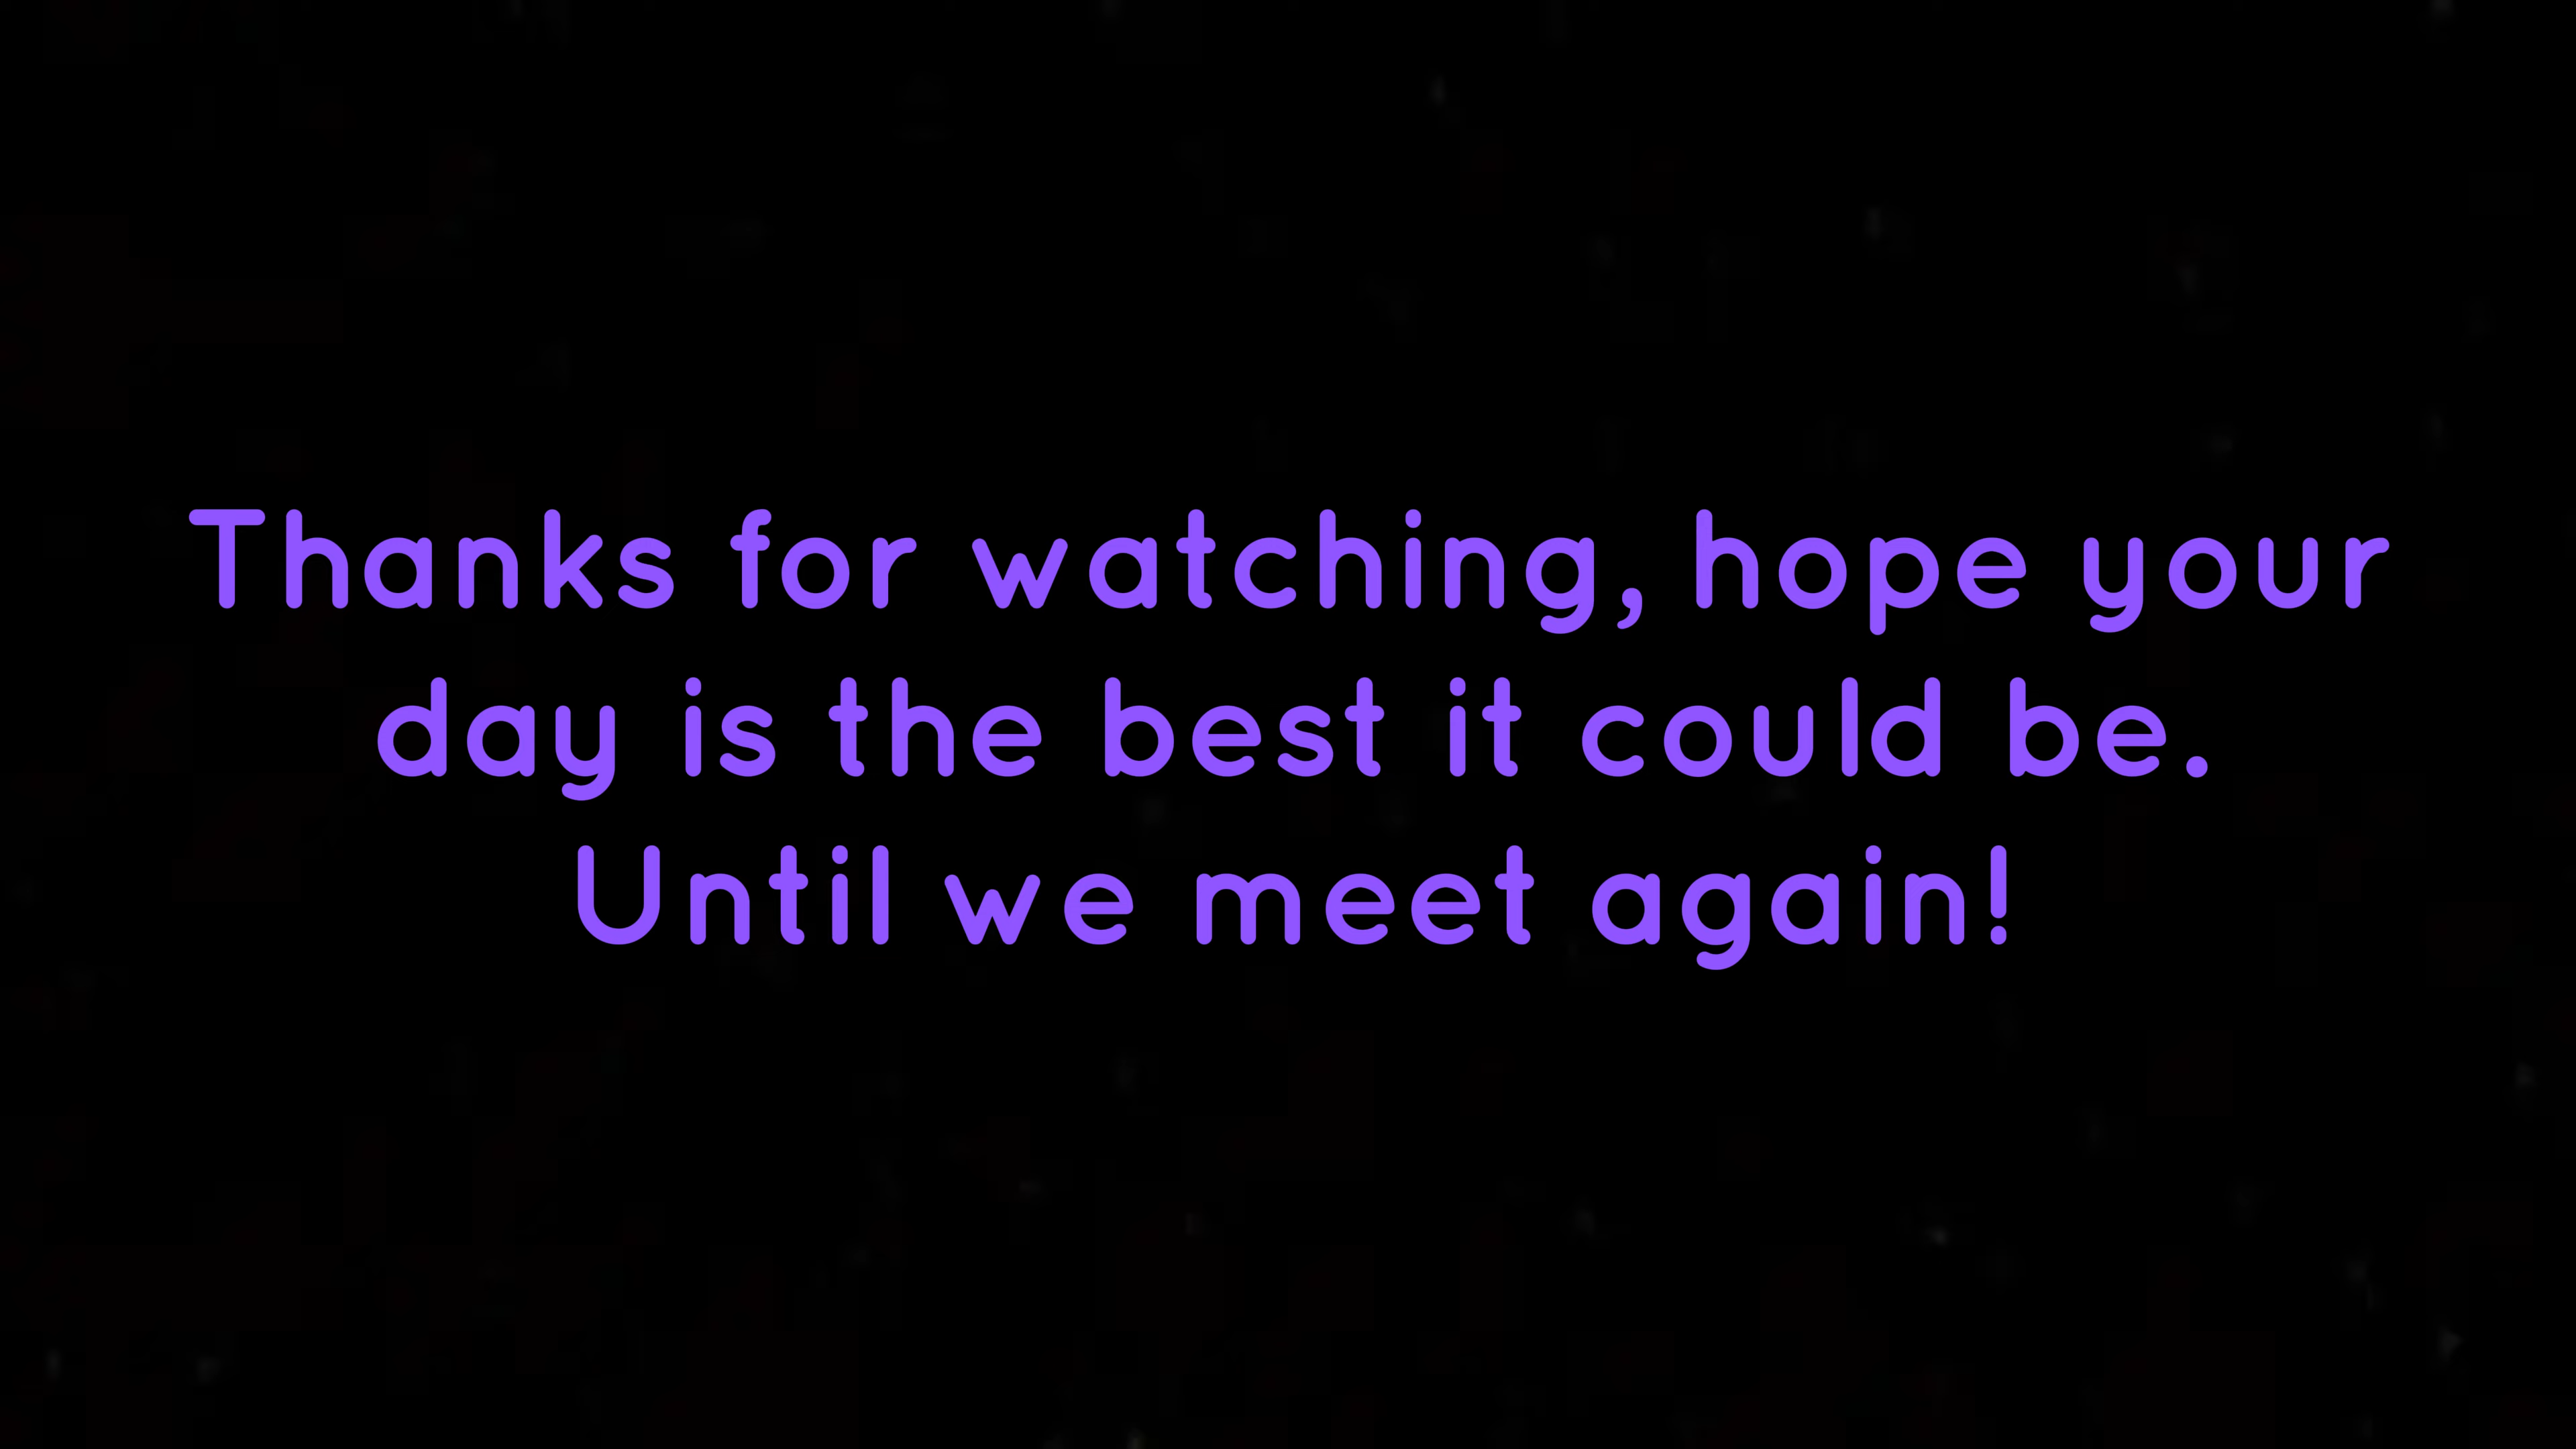 Thanks for watching, hope your
day is the best it could be.
Until we meet again!